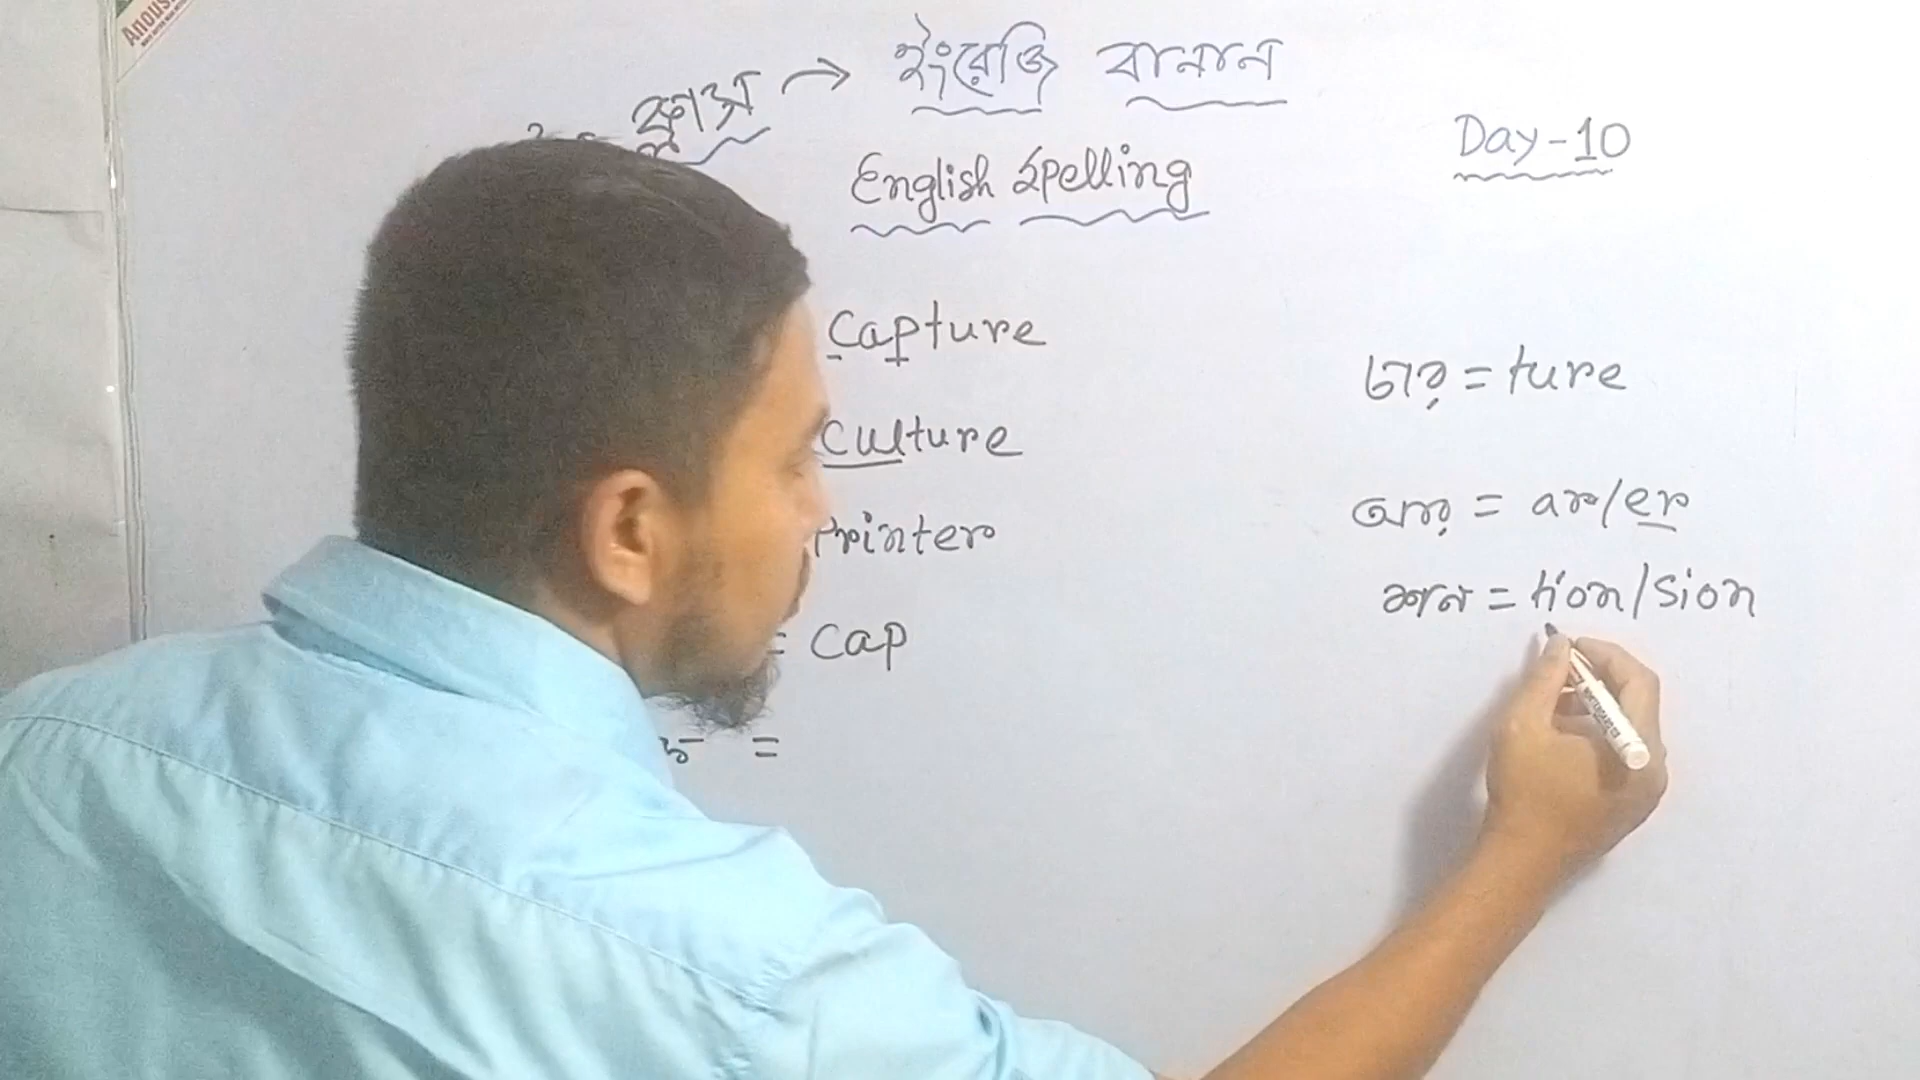 ক্লাস → ইংরেজি বানান
English Spelling
Day-10
Capture
Culture
Printer
= Cap
=
চার = ture
আর = ar/er
শন = tion/sion